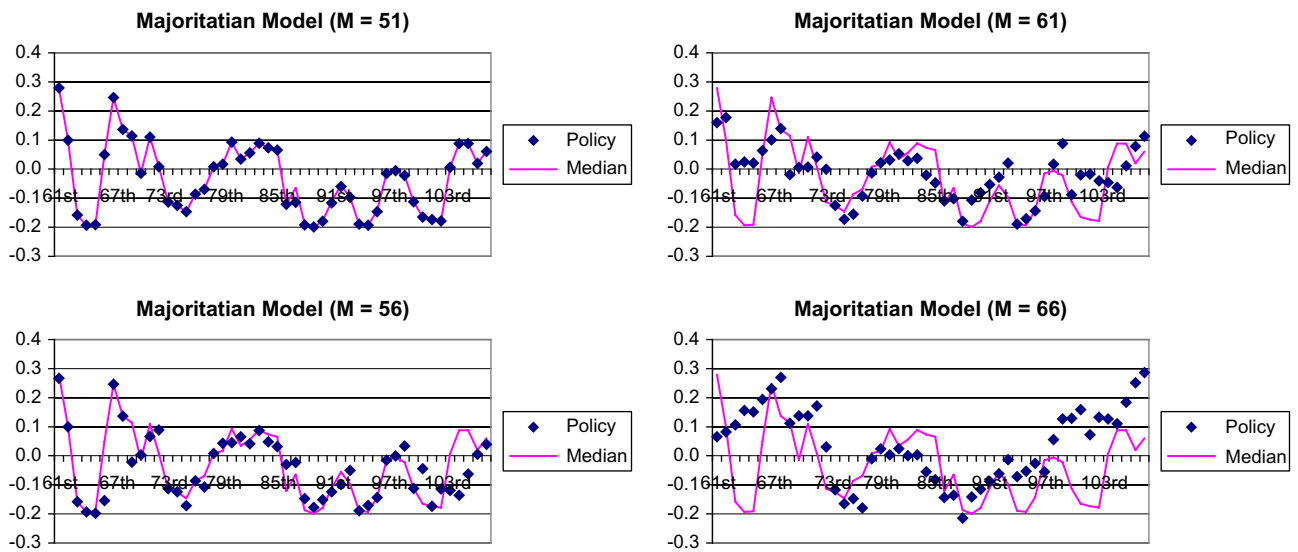 Majoritatian Model (M = 51)
0.4
0.3
0.2
0.1
0.0
-0.1
-0.2
-0.3
61st 67th 73rd 79th 85th 91st 97th 103rd
Policy
Median
Majoritatian Model (M = 61)
0.4
0.3
0.2
0.1
0.0
-0.1
-0.2
-0.3
61st 67th 73rd 79th 85th 91st 97th 103rd
Policy
Median
Majoritatian Model (M = 56)
0.4
0.3
0.2
0.1
0.0
-0.1
-0.2
-0.3
61st 67th 73rd 79th 85th 91st 97th 103rd
Policy
Median
Majoritatian Model (M = 66)
0.4
0.3
0.2
0.1
0.0
-0.1
-0.2
-0.3
61st 67th 73rd 79th 85th 91st 97th 103rd
Policy
Median